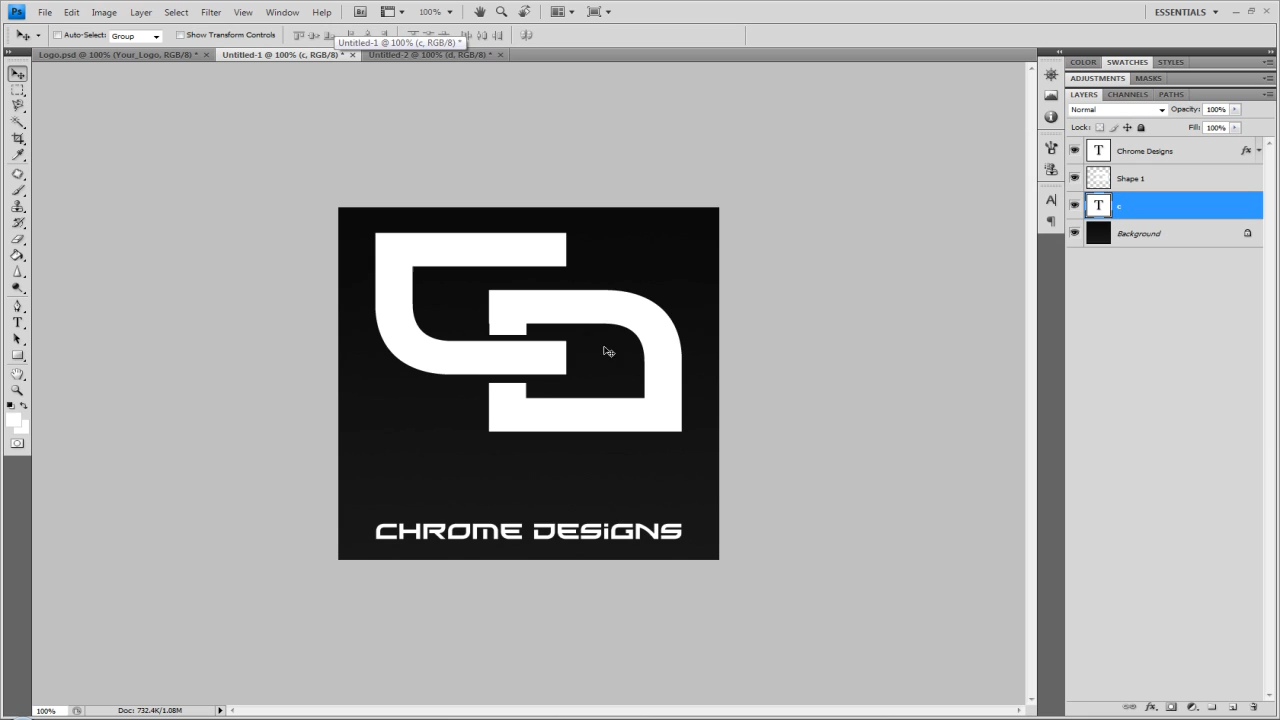 Ps File Edit Image Layer Select Filter View Window Help Br 100% ESSENTIALS
Auto-Select: Group Show Transform Controls
Untitled-1 @ 100% (c, RGB/8) *
Logo.psd @ 100% (Your_Logo, RGB/8) * Untitled-1 @ 100% (c, RGB/8) * Untitled-2 @ 100% (d, RGB/8) *
COLOR SWATCHES STYLES
ADJUSTMENTS MASKS
LAYERS CHANNELS PATHS
Normal Opacity: 100%
Lock: Fill: 100%
T Chrome Designs fx
Shape 1
T c
Background
CHROME DESiGNS
100% Doc: 732.4K/1.08M